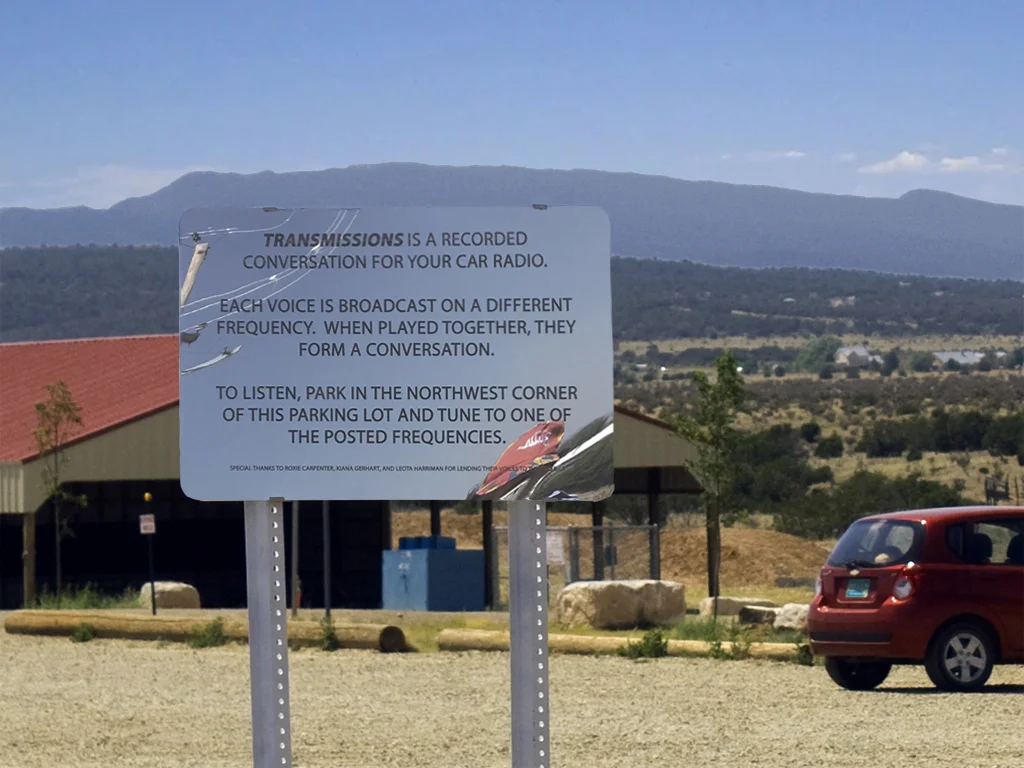 TRANSMISSIONS IS A RECORDED
CONVERSATION FOR YOUR CAR RADIO.
EACH VOICE IS BROADCAST ON A DIFFERENT
FREQUENCY. WHEN PLAYED TOGETHER, THEY
FORM A CONVERSATION.
TO LISTEN, PARK IN THE NORTHWEST CORNER
OF THIS PARKING LOT AND TUNE TO ONE OF
THE POSTED FREQUENCIES.
SPECIAL THANKS TO ROXIE CARPENTER, KIANA GERHART, AND LEOTA HARRIMAN FOR LENDING THEIR VOICES TO